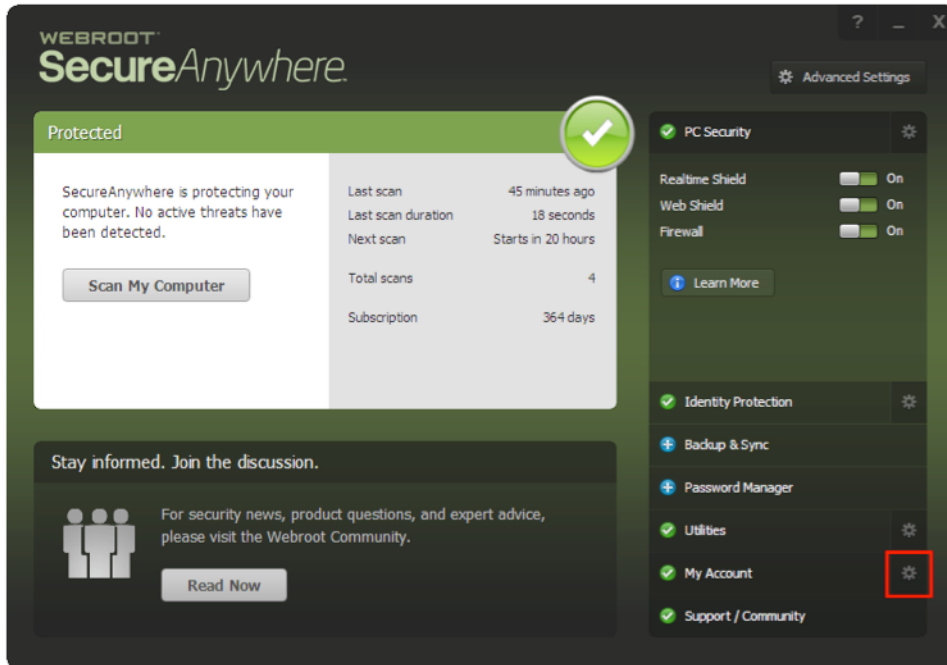 WEBROOT
SecureAnywhere.
? _ X
Advanced Settings
Protected
SecureAnywhere is protecting your
computer. No active threats have
been detected.
Scan My Computer
Last scan 45 minutes ago
Last scan duration 18 seconds
Next scan Starts in 20 hours
Total scans 4
Subscription 364 days
Stay informed. Join the discussion.
For security news, product questions, and expert advice,
please visit the Webroot Community.
Read Now
PC Security
Realtime Shield On
Web Shield On
Firewall On
Learn More
Identity Protection
Backup & Sync
Password Manager
Utilities
My Account
Support / Community